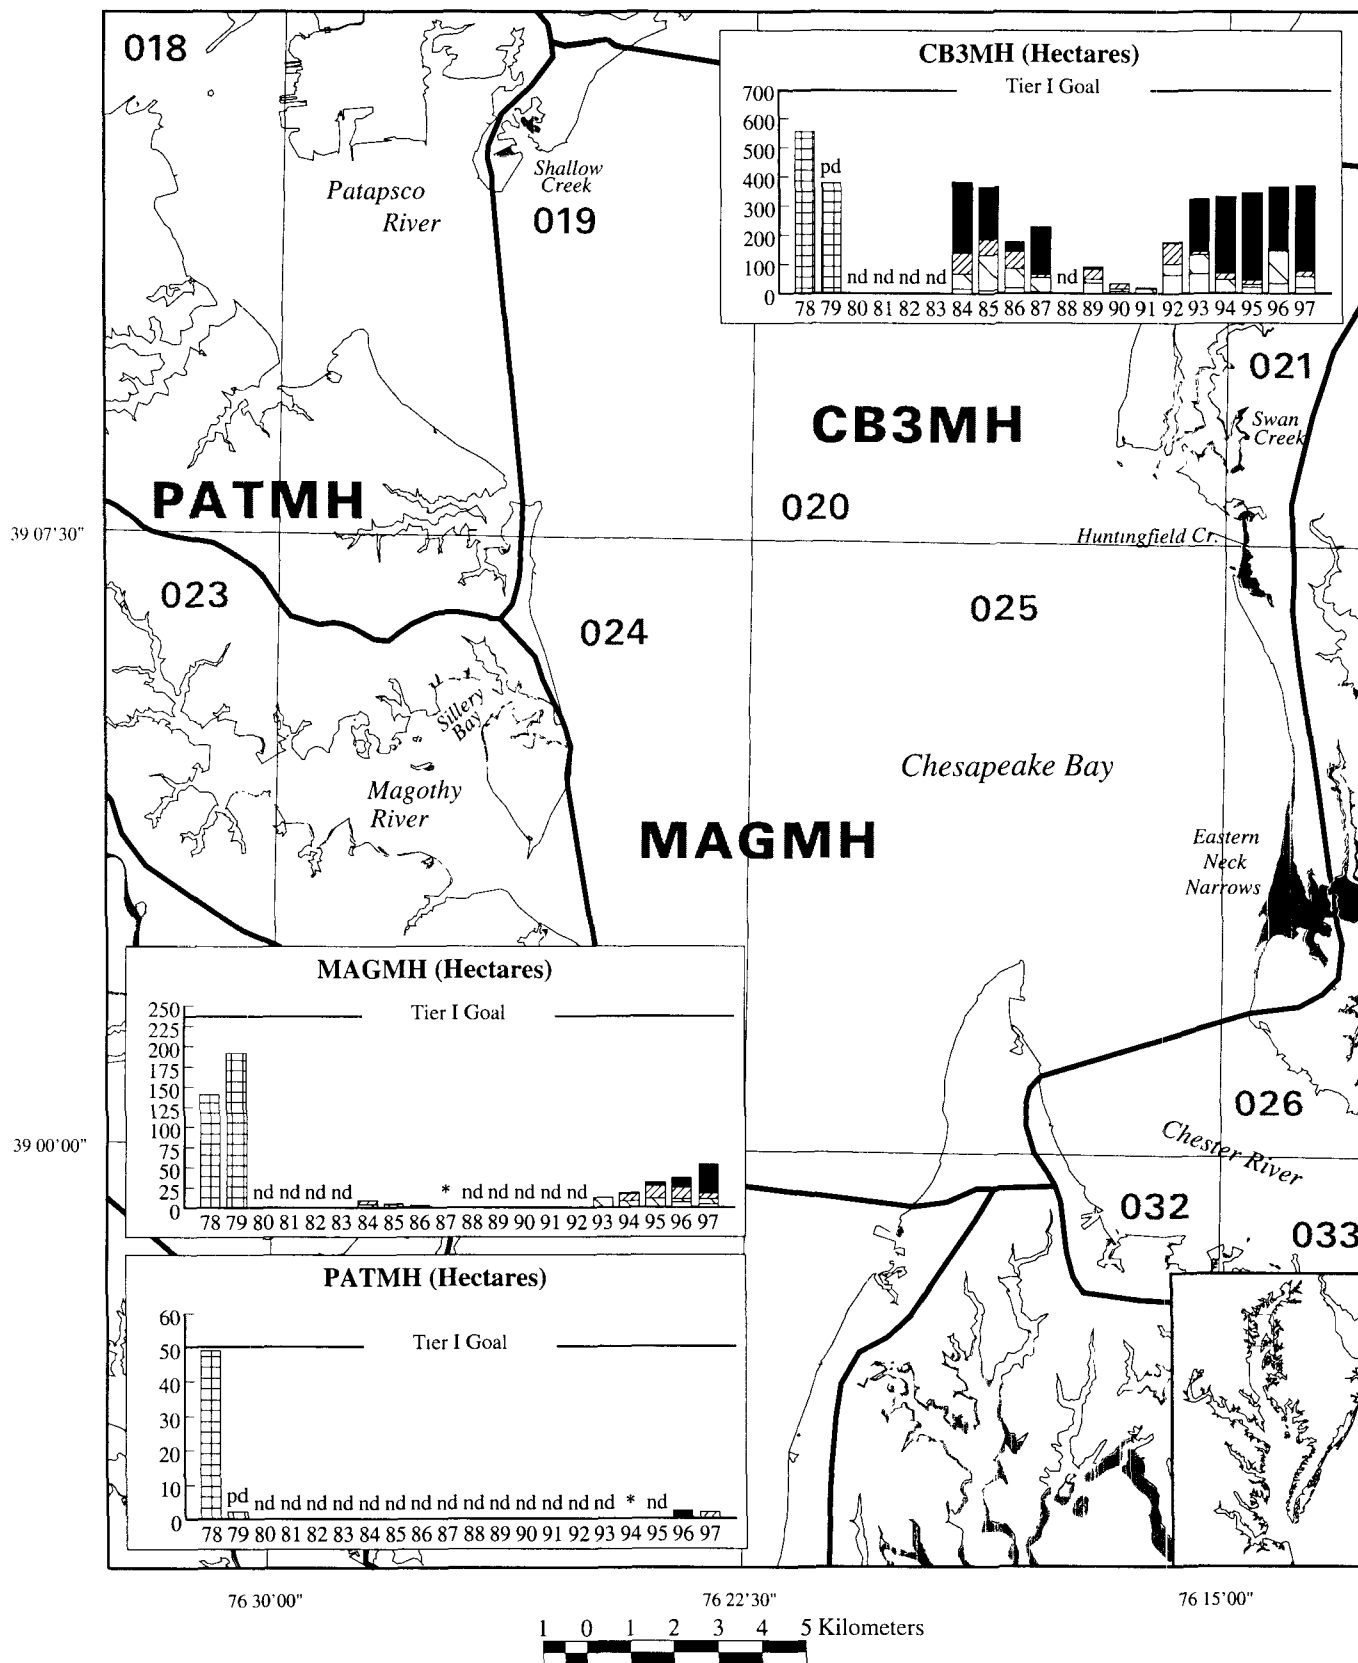 018
CB3MH (Hectares)
Tier I Goal
700
600
500
400
300
200
100
0
pd
nd nd nd nd
nd
78 79 80 81 82 83 84 85 86 87 88 89 90 91 92 93 94 95 96 97
Shallow
Creek
Patapsco
River
019
021
Swan
Creek
CB3MH
PATMH
020
39 07'30"
Huntingfield Cr.
023
025
024
Sillery
Bay
Chesapeake Bay
Magothy
River
MAGMH
Eastern
Neck
Narrows
MAGMH (Hectares)
Tier I Goal
250
225
200
175
150
125
100
75
50
25
0
nd nd nd nd
* nd nd nd nd nd
78 79 80 81 82 83 84 85 86 87 88 89 90 91 92 93 94 95 96 97
026
39 00'00"
Chester River
032
033
PATMH (Hectares)
Tier I Goal
60
50
40
30
20
10
0
pd nd nd nd nd nd nd nd nd nd nd nd nd nd nd * nd
78 79 80 81 82 83 84 85 86 87 88 89 90 91 92 93 94 95 96 97
76 30'00"
76 22'30"
76 15'00"
1 0 1 2 3 4 5 Kilometers